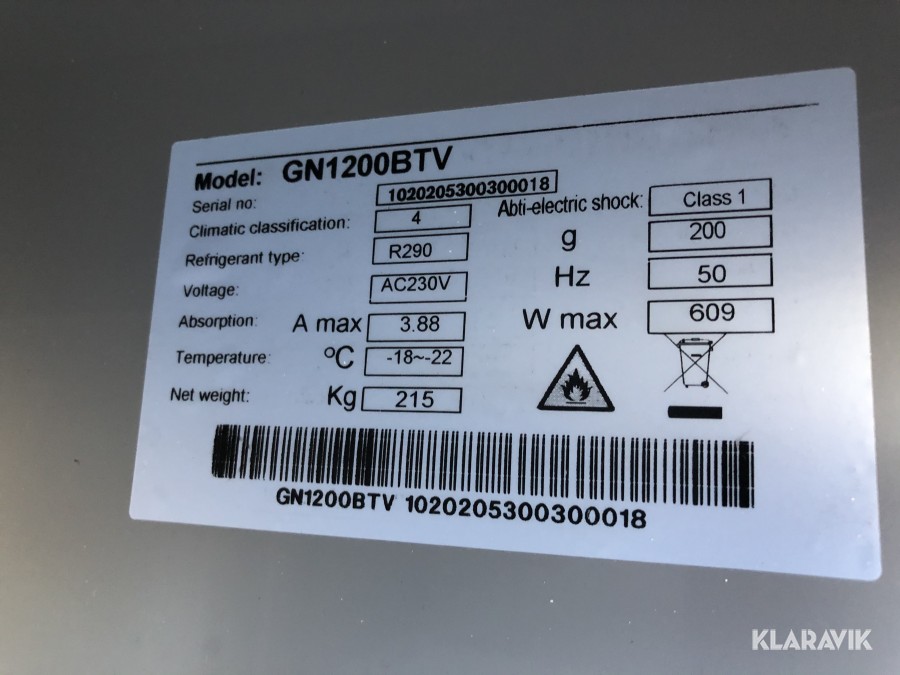 Model: GN1200BTV
Serial no: 1020205300300018
Climatic classification: 4 Abti-electric shock: Class 1
Refrigerant type: R290 g 200
Voltage: AC230V Hz 50
Absorption: A max 3.88 W max 609
Temperature: °C -18~-22
Net weight: Kg 215
GN1200BTV 1020205300300018
KLARAVIK